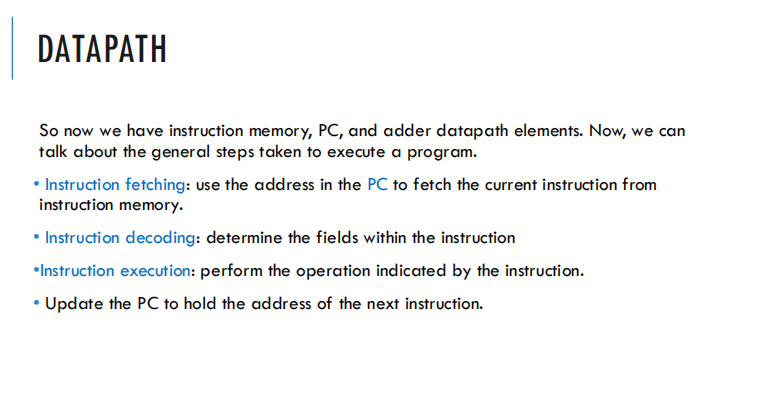 DATAPATH
So now we have instruction memory, PC, and adder datapath elements. Now, we can
talk about the general steps taken to execute a program.
• Instruction fetching: use the address in the PC to fetch the current instruction from
instruction memory.
• Instruction decoding: determine the fields within the instruction
•Instruction execution: perform the operation indicated by the instruction.
• Update the PC to hold the address of the next instruction.